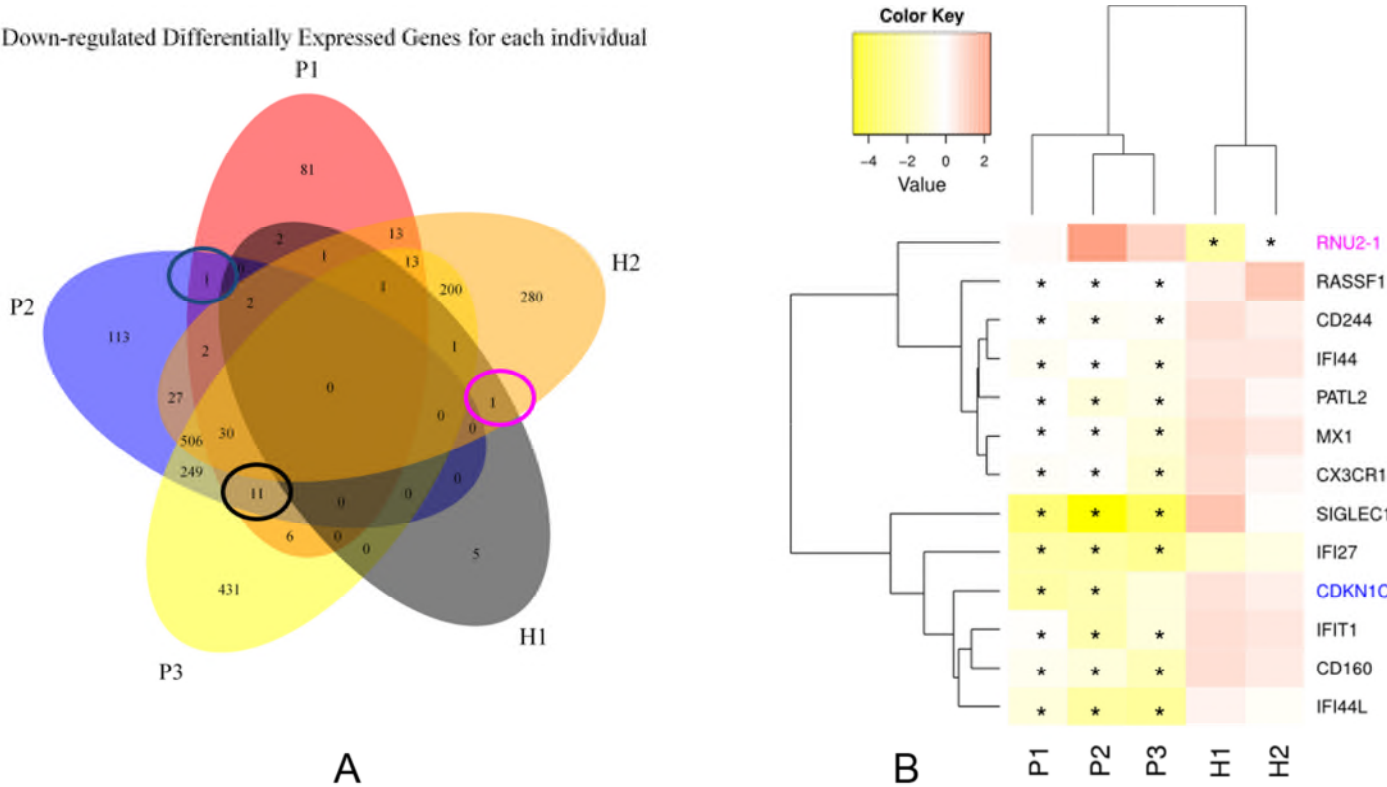 Down-regulated Differentially Expressed Genes for each individual
P1
81
2
13
H2
1
13
0
1
1
200
280
2
P2
113
2
1
0
27
0
1
0
506
30
249
11
0
0
0
6
0
0
5
431
H1
P3
A
Color Key
-4 -2 0 2
Value
* * RNU2-1
* * * RASSF1
* * * CD244
* * * IFI44
* * * PATL2
* * * MX1
* * * CX3CR1
* * * SIGLEC1
* * * IFI27
* * CDKN1C
* * * IFIT1
* * * CD160
* * * IFI44L
P1 P2 P3 H1 H2
B